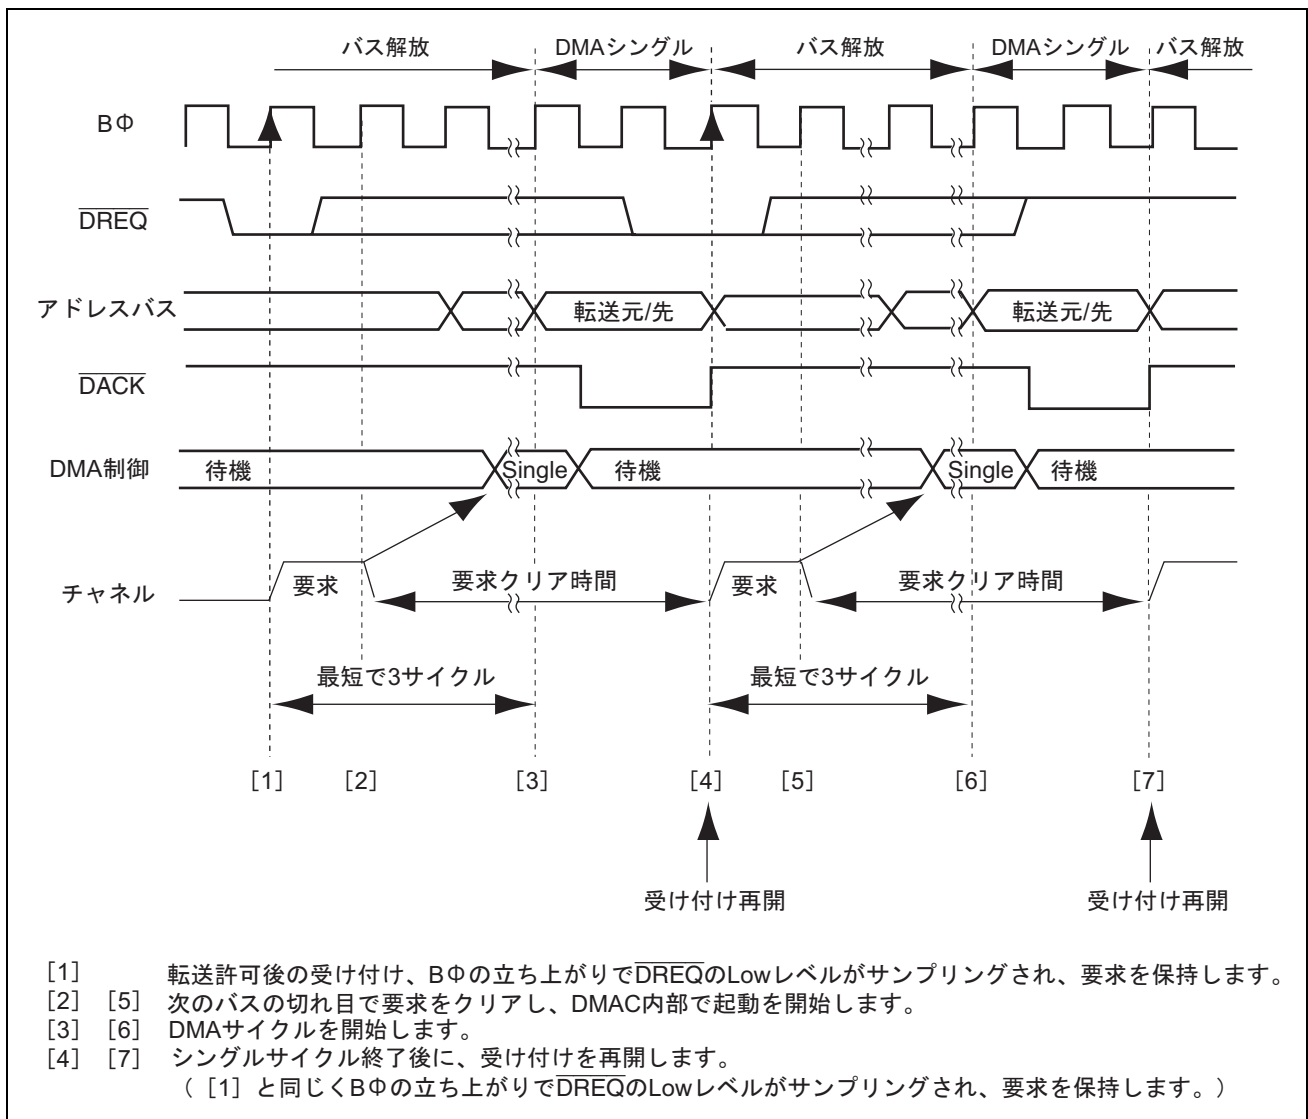 バス解放 DMAシングル バス解放 DMAシングル バス解放
BΦ
DREQ
アドレスバス 転送元/先 転送元/先
DACK
DMA制御 待機 Single 待機 Single 待機
チャネル 要求 要求クリア時間 要求 要求クリア時間
最短で3サイクル 最短で3サイクル
[1] [2] [3] [4] [5] [6] [7]
受け付け再開 受け付け再開
[1] 転送許可後の受け付け、BΦの立ち上がりでDREQのLowレベルがサンプリングされ、要求を保持します。
[2] [5] 次のバスの切れ目で要求をクリアし、DMAC内部で起動を開始します。
[3] [6] DMAサイクルを開始します。
[4] [7] シングルサイクル終了後に、受け付けを再開します。
（[1]と同じくBΦの立ち上がりでDREQのLowレベルがサンプリングされ、要求を保持します。）